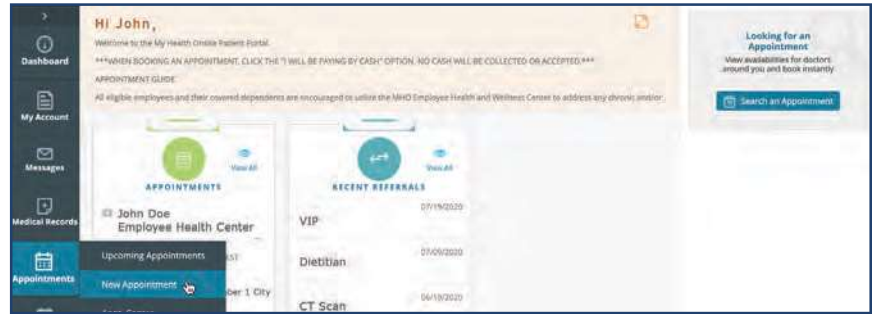 Hi John,
Welcome to the My Health Onsite Patient Portal.
***WHEN BOOKING AN APPOINTMENT, CLICK THE "I WILL BE PAYING BY CASH" OPTION. NO CASH WILL BE COLLECTED OR ACCEPTED.***
APPOINTMENT GUIDE:
All eligible employees and their covered dependents are encouraged to utilize the MHO Employee Health and Wellness Center to address any chronic and/or
Looking for an
Appointment
View availabilities for doctors
around you and book instantly
Search an Appointment
Dashboard
My Account
Messages
Medical Records
Appointments
View All
APPOINTMENTS
John Doe
Employee Health Center
EST
ber 1 City
Upcoming Appointments
New Appointment
View All
RECENT REFERRALS
07/19/2020
VIP
07/09/2020
Dietitian
06/19/2020
CT Scan